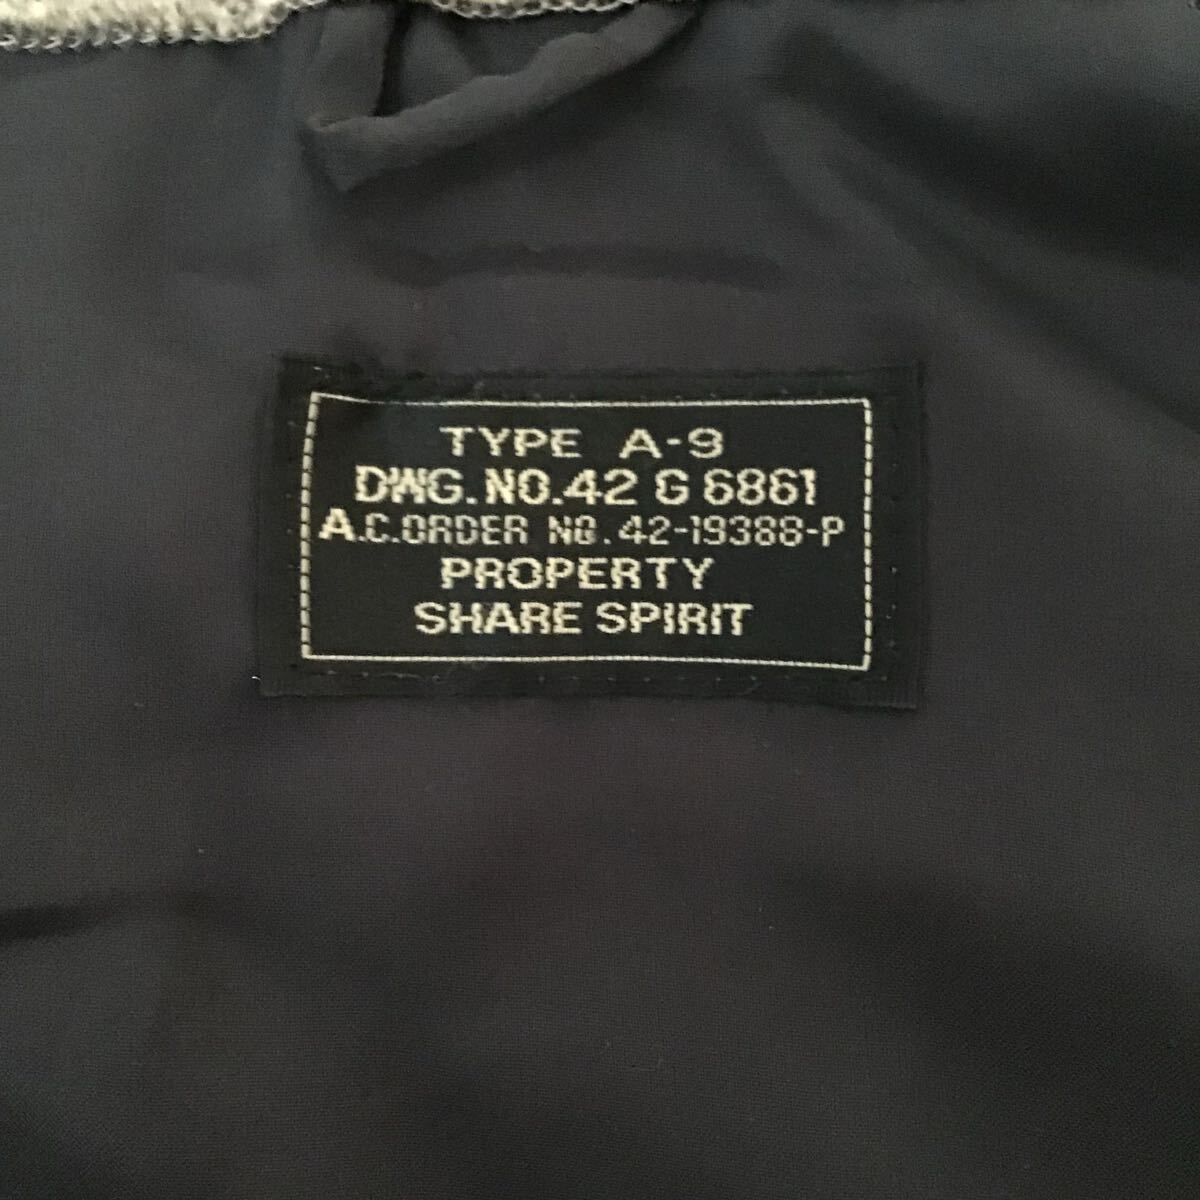 TYPE A-9
DWG.NO.42 G 6861
A.C.ORDER NO.42-19388-P
PROPERTY
SHARE SPIRIT